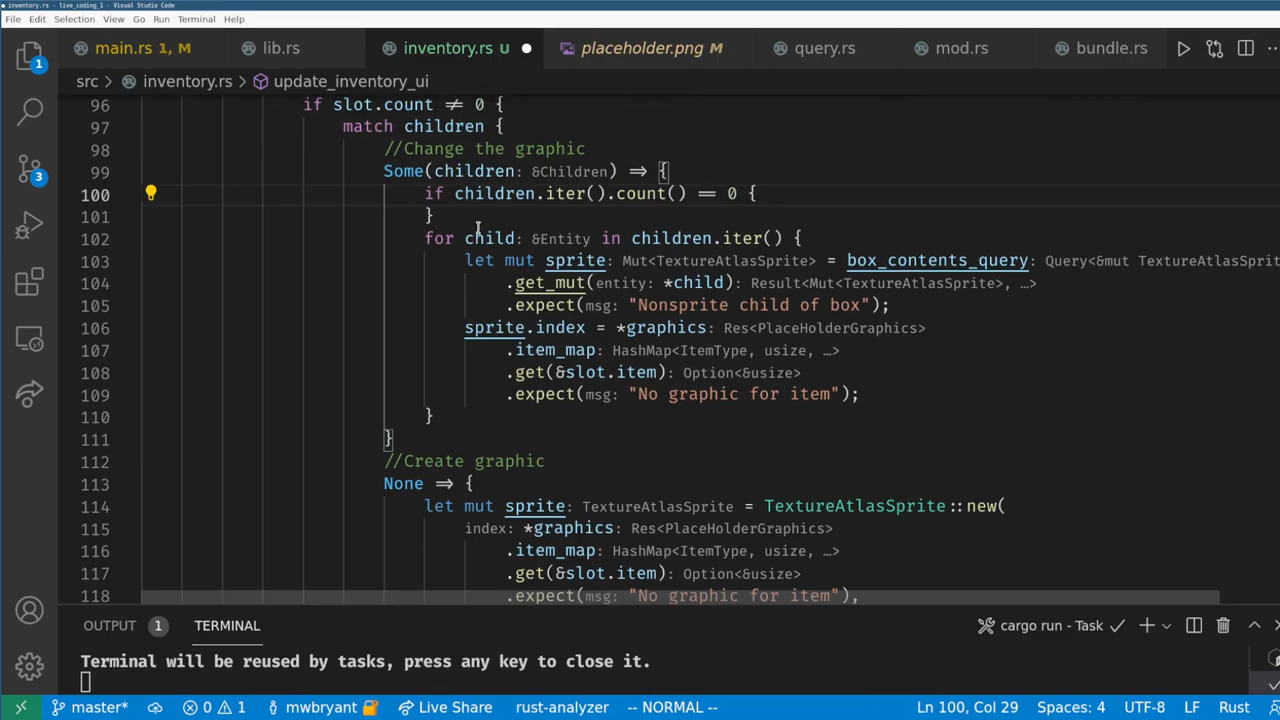 inventory.rs - live_coding_1 - Visual Studio Code
File Edit Selection View Go Run Terminal Help
main.rs 1, M lib.rs inventory.rs U placeholder.png M query.rs mod.rs bundle.rs
src > inventory.rs > update_inventory_ui
96 if slot.count ≠ 0 {
97 match children {
98 //Change the graphic
99 Some(children: &Children) ⇒ {
100 if children.iter().count() == 0 {
101 }
102 for child: &Entity in children.iter() {
103 let mut sprite: Mut<TextureAtlasSprite> = box_contents_query: Query<&mut TextureAtlasSprite
104 .get_mut(entity: *child): Result<Mut<TextureAtlasSprite>, …>
105 .expect(msg: "Nonsprite child of box");
106 sprite.index = *graphics: Res<PlaceHolderGraphics>
107 .item_map: HashMap<ItemType, usize, …>
108 .get(&slot.item): Option<&usize>
109 .expect(msg: "No graphic for item");
110 }
111 }
112 //Create graphic
113 None ⇒ {
114 let mut sprite: TextureAtlasSprite = TextureAtlasSprite::new(
115 index: *graphics: Res<PlaceHolderGraphics>
116 .item_map: HashMap<ItemType, usize, …>
117 .get(&slot.item): Option<&usize>
118 .expect(msg: "No graphic for item"),
OUTPUT 1 TERMINAL cargo run - Task
Terminal will be reused by tasks, press any key to close it.
master* 0 1 mwbryant Live Share rust-analyzer -- NORMAL -- Ln 100, Col 29 Spaces: 4 UTF-8 LF Rust
1
3